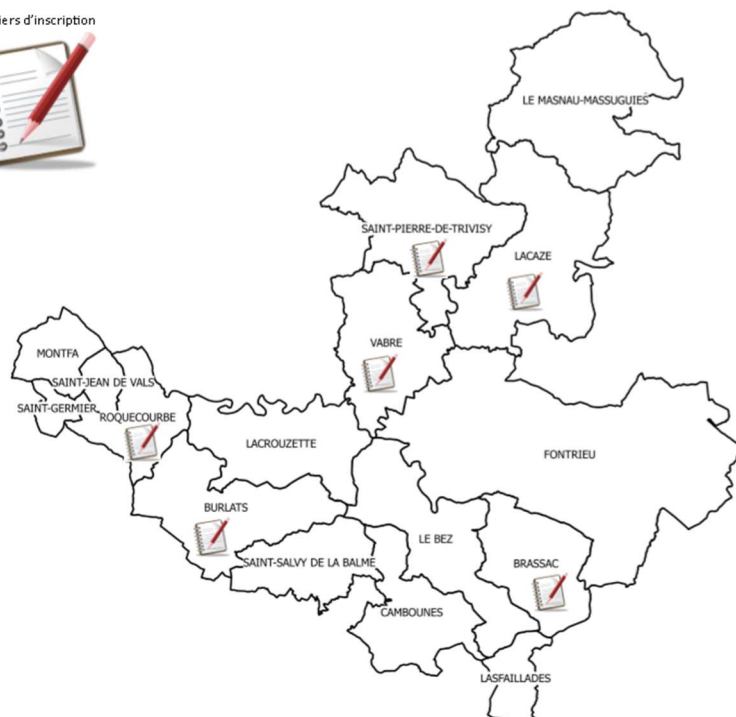 iers d'inscription
LE MASNAU-MASSUGUIES
SAINT-PIERRE-DE-TRIVISY
LACAZE
VABRE
MONTFA
SAINT-JEAN DE VALS
SAINT-GERMIER
ROQUECOURBE
LACROUZETTE
FONTRIEU
BURLATS
LE BEZ
SAINT-SALVY DE LA BALME
BRASSAC
CAMBOUNES
LASFAILLADES